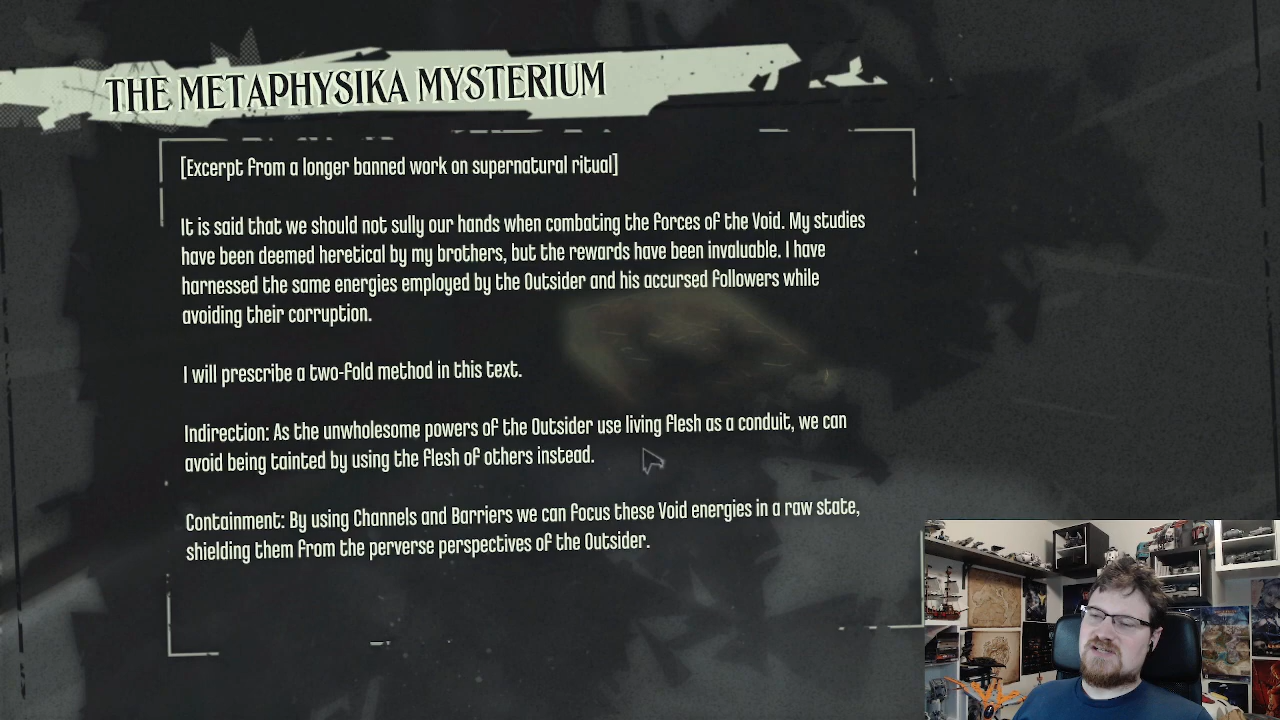 THE METAPHYSIKA MYSTERIUM
[Excerpt from a longer banned work on supernatural ritual]
It is said that we should not sully our hands when combating the forces of the Void. My studies
have been deemed heretical by my brothers, but the rewards have been invaluable. I have
harnessed the same energies employed by the Outsider and his accursed followers while
avoiding their corruption.
I will prescribe a two-fold method in this text.
Indirection: As the unwholesome powers of the Outsider use living flesh as a conduit, we can
avoid being tainted by using the flesh of others instead.
Containment: By using Channels and Barriers we can focus these Void energies in a raw state,
shielding them from the perverse perspectives of the Outsider.